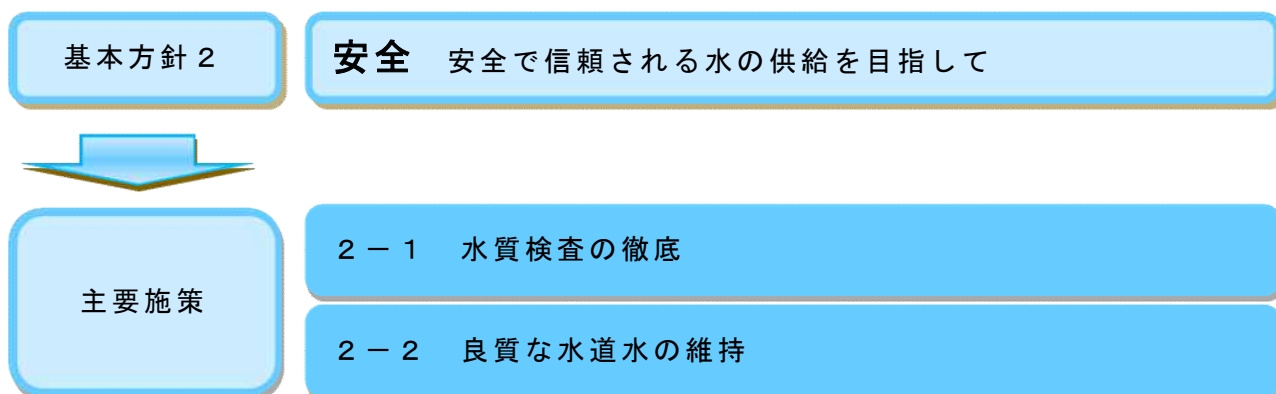 基本方針２
安全 安全で信頼される水の供給を目指して
主要施策
２－１ 水質検査の徹底
２－２ 良質な水道水の維持